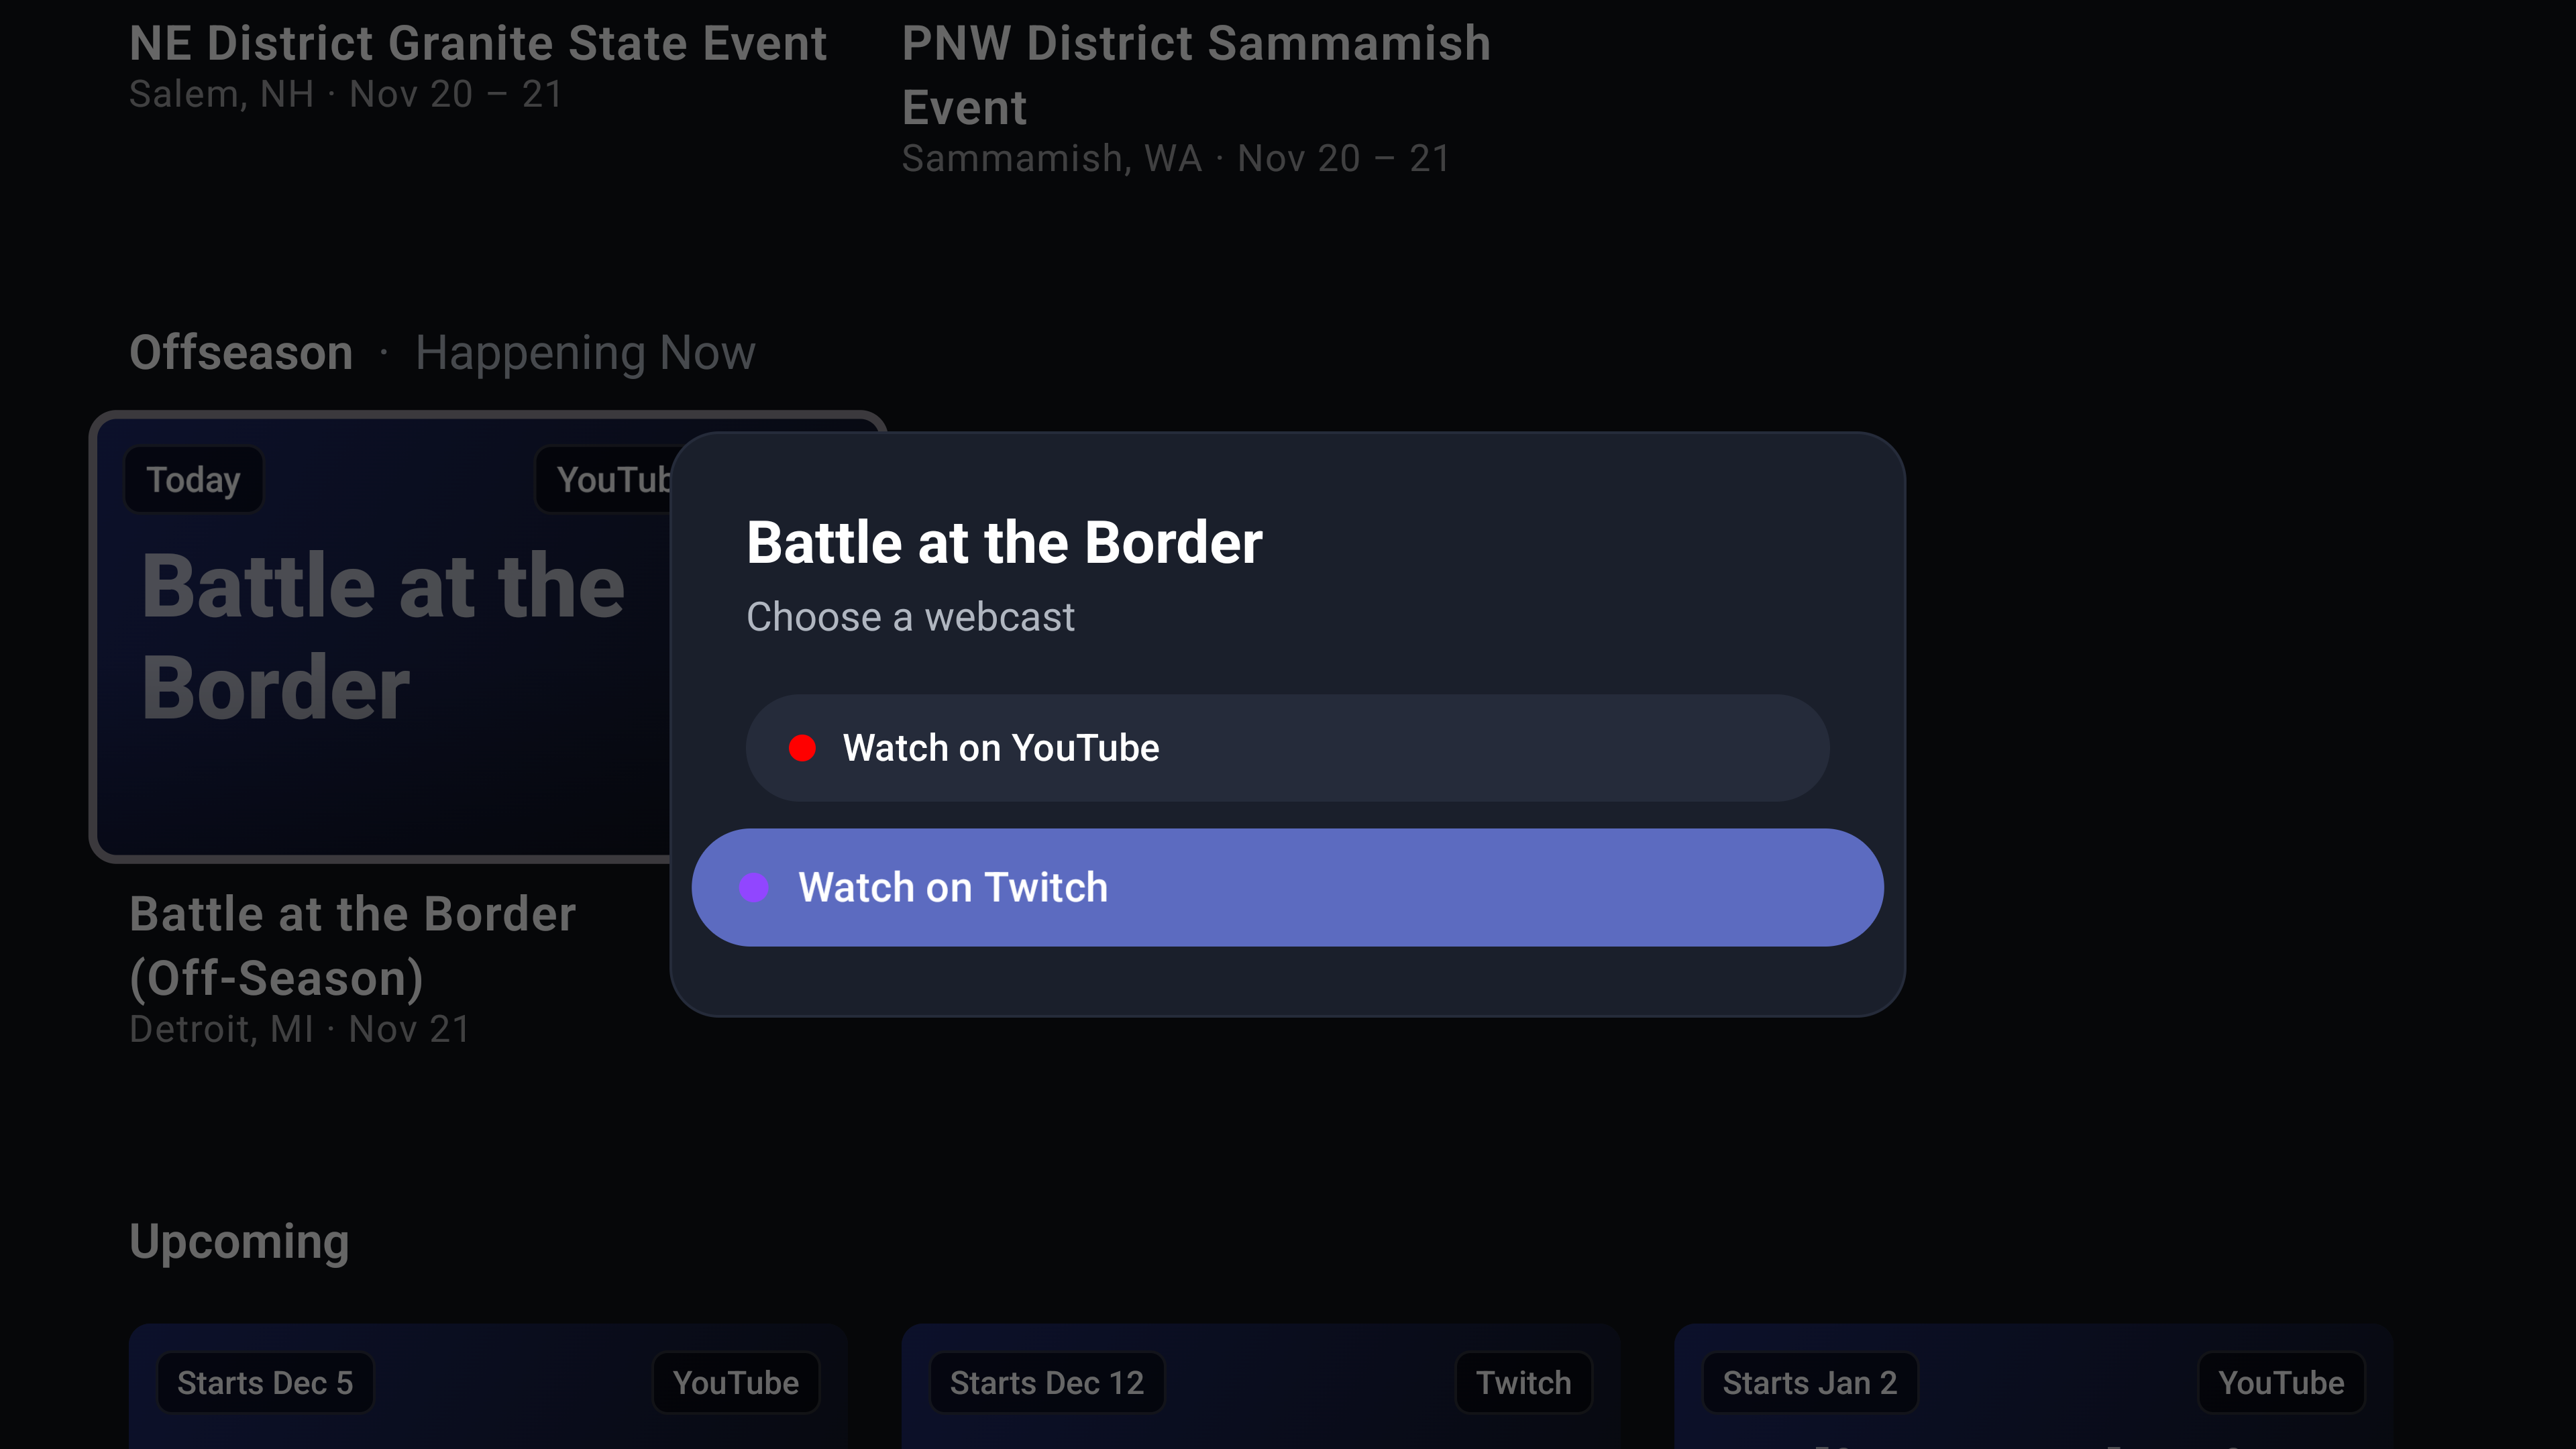 NE District Granite State Event
Salem, NH · Nov 20 – 21
PNW District Sammamish
Event
Sammamish, WA · Nov 20 – 21
Offseason · Happening Now
Today
Battle at the
Border
Battle at the Border
(Off-Season)
Detroit, MI · Nov 21
Battle at the Border
Choose a webcast
Watch on YouTube
Watch on Twitch
Upcoming
Starts Dec 5
YouTube
Starts Dec 12
Twitch
Starts Jan 2
YouTube